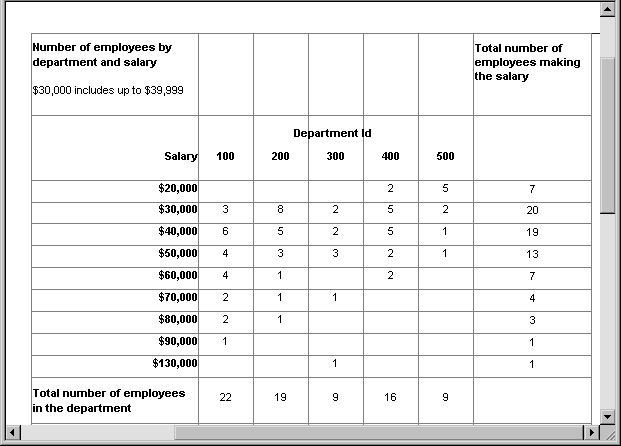 Number of employees by
department and salary
$30,000 includes up to $39,999
Total number of
employees making
the salary
Department Id
Salary 100 200 300 400 500
$20,000 2 5 7
$30,000 3 8 2 5 2 20
$40,000 6 5 2 5 1 19
$50,000 4 3 3 2 1 13
$60,000 4 1 2 7
$70,000 2 1 1 4
$80,000 2 1 3
$90,000 1 1
$130,000 1 1
Total number of employees
in the department
22 19 9 16 9